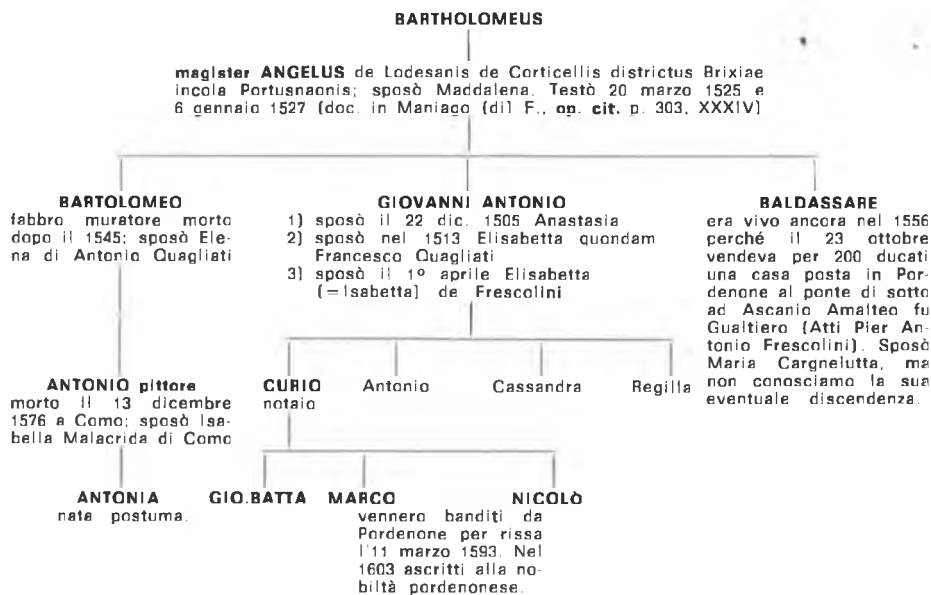 BARTHOLOMEUS
magister ANGELUS de Lodesanis de Corticellis districtus Brixiae
incola Portusnaonis; sposò Maddalena. Testò 20 marzo 1525 e
6 gennaio 1527 (doc. in Maniago (di) F., op. cit. p. 303, XXXIV)
BARTOLOMEO
fabbro muratore morto
dopo il 1545; sposò Ele-
na di Antonio Quagliati
GIOVANNI ANTONIO
1) sposò il 22 dic. 1505 Anastasia
2) sposò nel 1513 Elisabetta quondam
Francesco Quagliati
3) sposò il 1º aprile Elisabetta
(=Isabetta) de Frescolini
BALDASSARE
era vivo ancora nel 1556
perché il 23 ottobre
vendeva per 200 ducati
una casa posta in Por-
denone al ponte di sotto
ad Ascanio Amalteo fu
Gualtiero (Atti Pier An-
tonio Frescolini). Sposò
Maria Cargnelutta, ma
non conosciamo la sua
eventuale discendenza.
ANTONIO pittore
morto il 13 dicembre
1576 a Como; sposò Isa-
bella Malacrida di Como
CURIO
notaio
Antonio
Cassandra
Regilla
ANTONIA
nata postuma.
GIO.BATTA MARCO NICOLÒ
vennero banditi da
Pordenone per rissa
l'11 marzo 1593. Nel
1603 ascritti alla no-
biltà pordenonese.